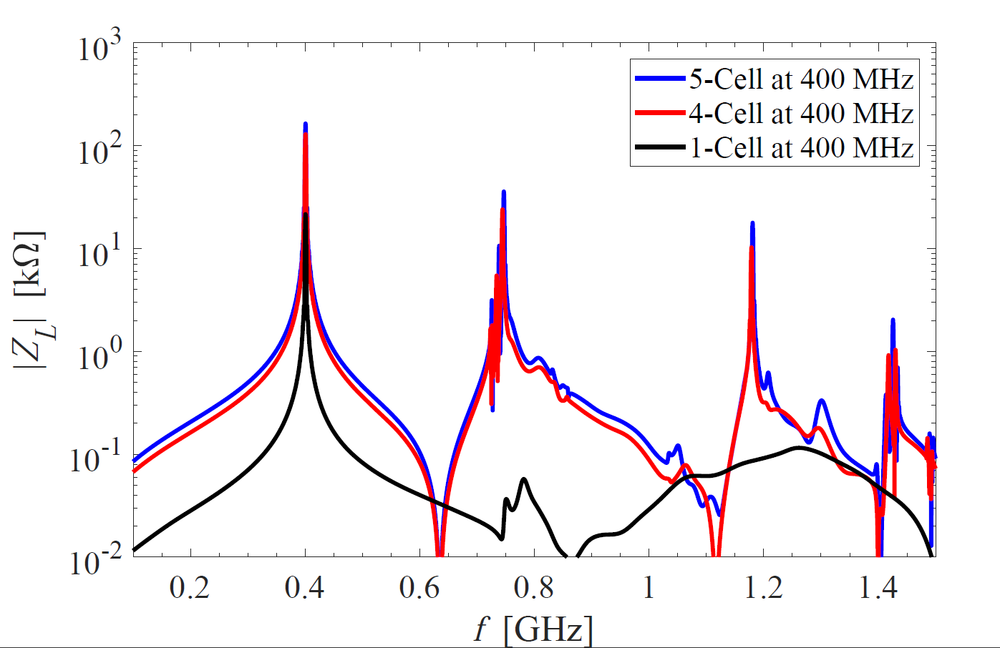 10³
10²
10¹
10⁰
10⁻¹
10⁻²
|Z_L| [kΩ]
5-Cell at 400 MHz
4-Cell at 400 MHz
1-Cell at 400 MHz
0.2 0.4 0.6 0.8 1 1.2 1.4
f [GHz]